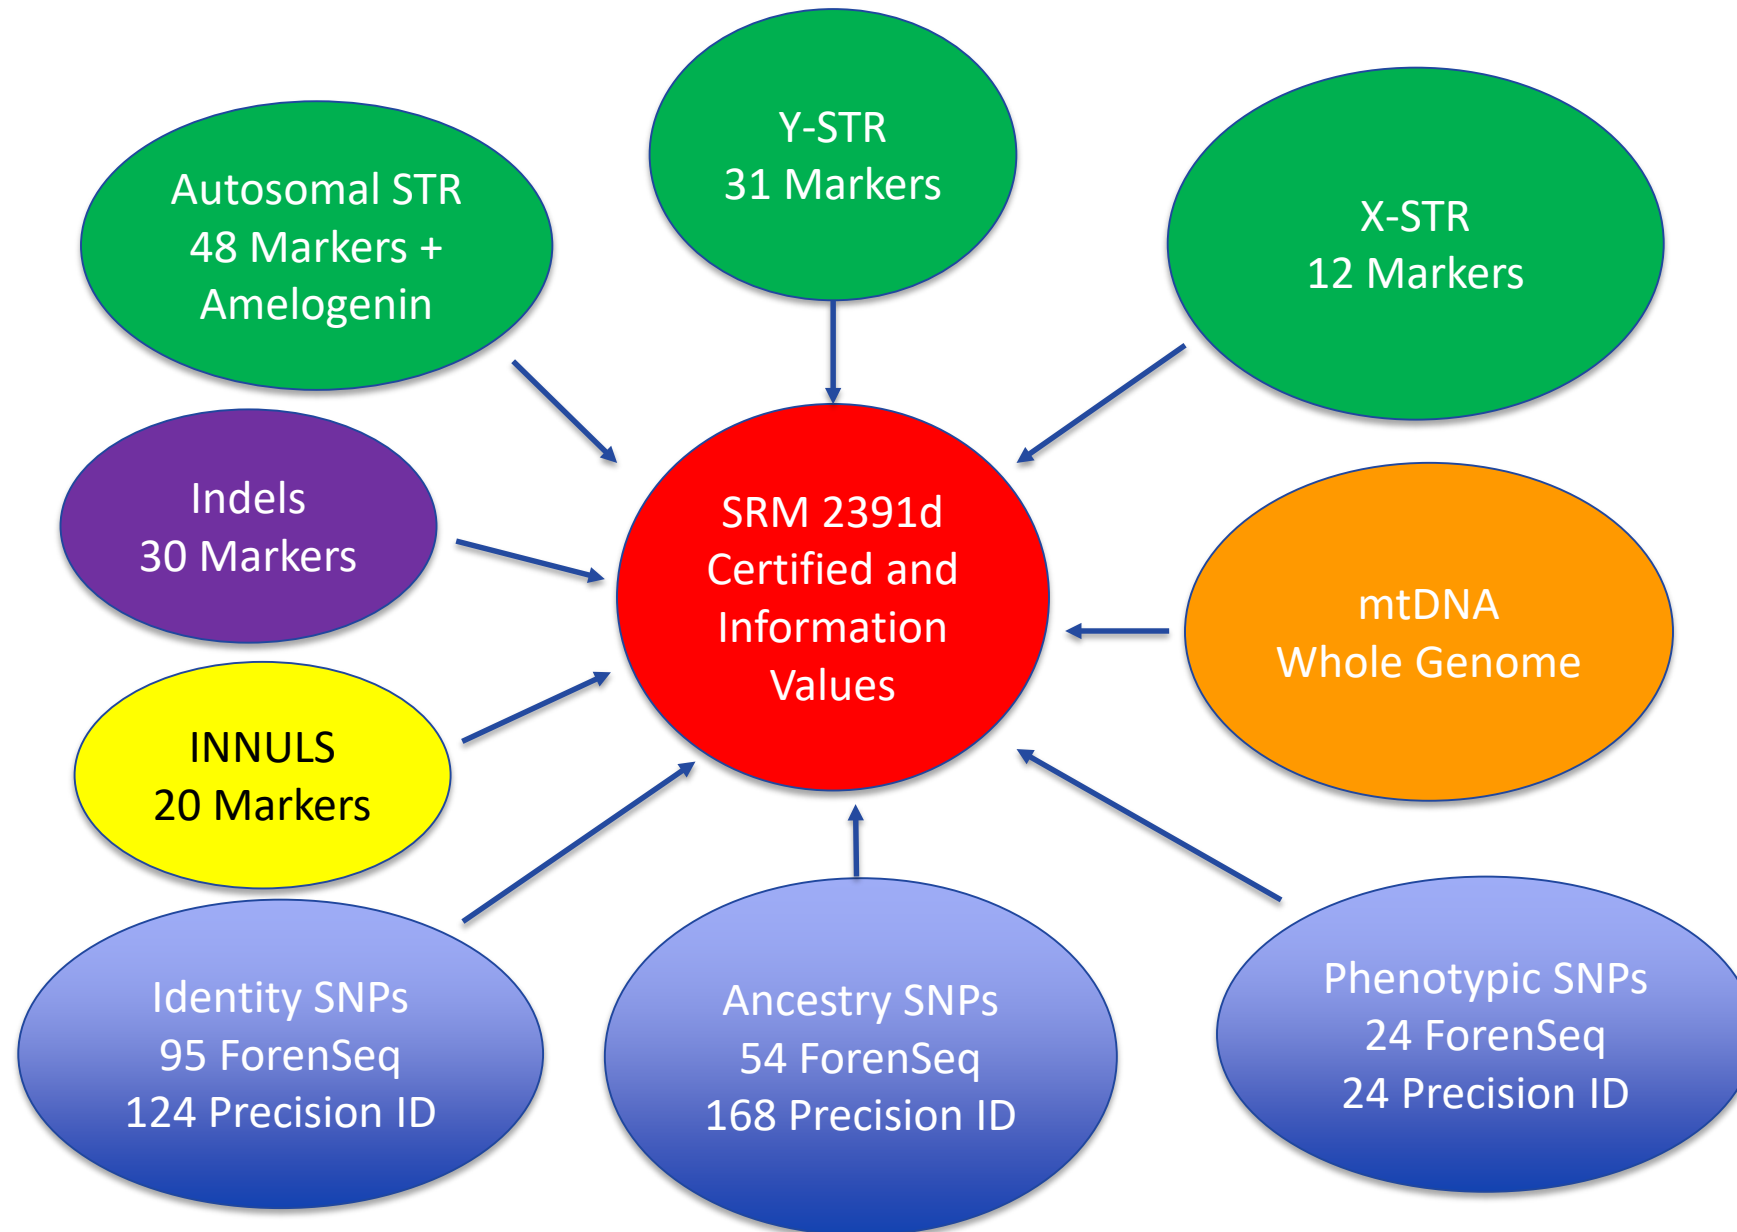 Autosomal STR
48 Markers +
Amelogenin
Y-STR
31 Markers
X-STR
12 Markers
Indels
30 Markers
SRM 2391d
Certified and
Information
Values
mtDNA
Whole Genome
INNULS
20 Markers
Identity SNPs
95 ForenSeq
124 Precision ID
Ancestry SNPs
54 ForenSeq
168 Precision ID
Phenotypic SNPs
24 ForenSeq
24 Precision ID